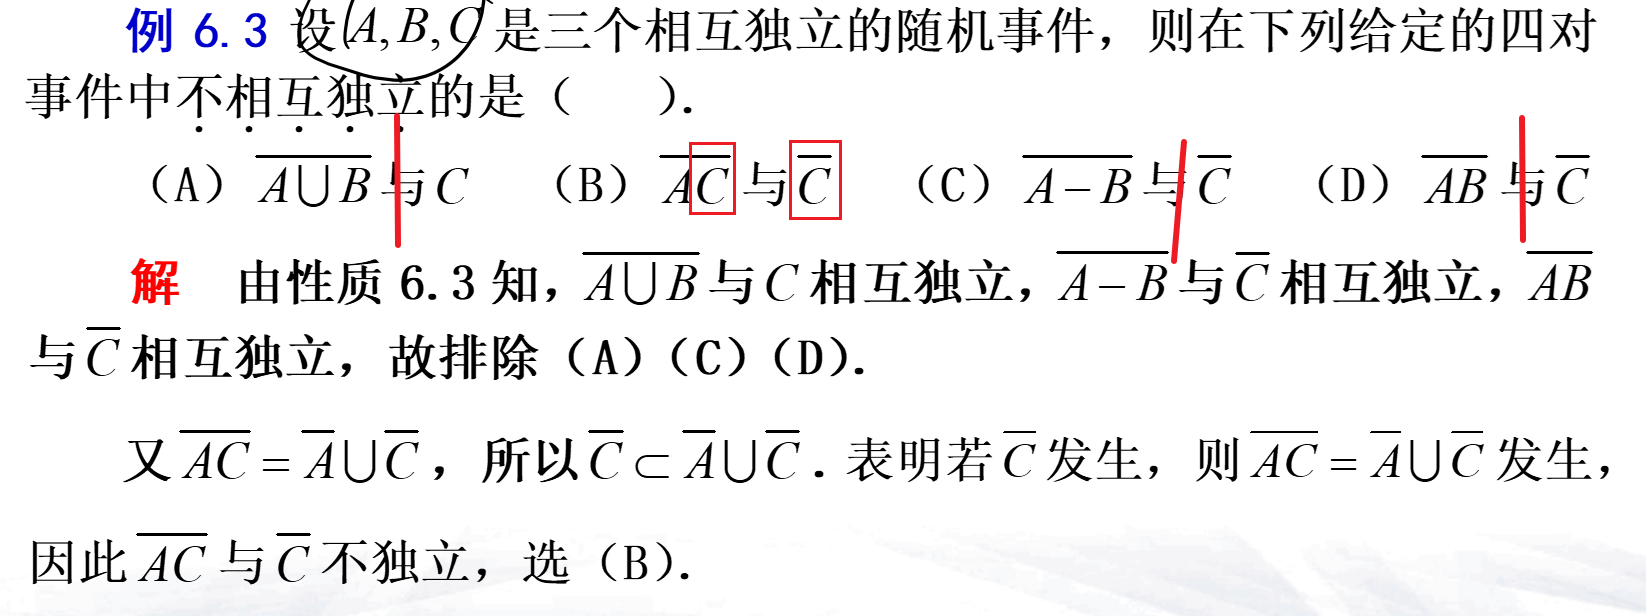 例 6.3 设 A, B, C 是三个相互独立的随机事件，则在下列给定的四对
事件中不相互独立的是（　　）.
（A）$\overline{A\cup B}$ 与 $C$ （B）$\overline{AC}$ 与 $\overline{C}$ （C）$\overline{A-B}$ 与 $\overline{C}$ （D）$\overline{AB}$ 与 $\overline{C}$
解 由性质 6.3 知，$\overline{A\cup B}$ 与 $C$ 相互独立，$\overline{A-B}$ 与 $\overline{C}$ 相互独立，$\overline{AB}$
与 $\overline{C}$ 相互独立，故排除（A）（C）（D）.
又 $\overline{AC}=\overline{A}\cup\overline{C}$，所以 $\overline{C}\subset\overline{A}\cup\overline{C}$．表明若 $\overline{C}$ 发生，则 $\overline{AC}=\overline{A}\cup\overline{C}$ 发生，
因此 $\overline{AC}$ 与 $\overline{C}$ 不独立，选（B）.